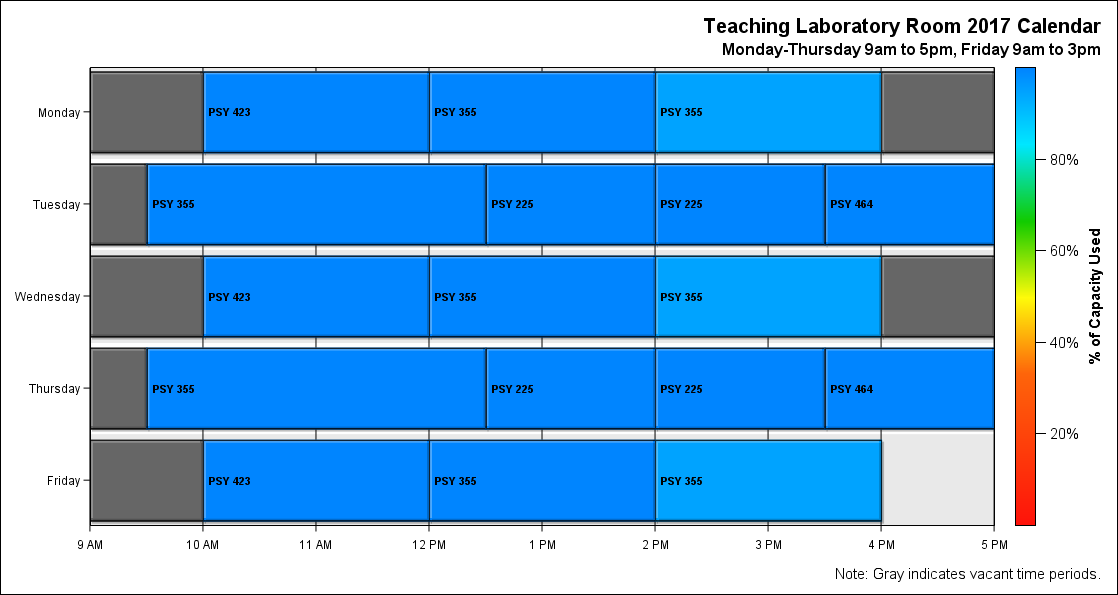 Teaching Laboratory Room 2017 Calendar
Monday-Thursday 9am to 5pm, Friday 9am to 3pm
Monday PSY 423 PSY 355 PSY 355
80%
Tuesday PSY 355 PSY 225 PSY 225 PSY 464
60%
% of Capacity Used
Wednesday PSY 423 PSY 355 PSY 355
40%
Thursday PSY 355 PSY 225 PSY 225 PSY 464
20%
Friday PSY 423 PSY 355 PSY 355
9 AM 10 AM 11 AM 12 PM 1 PM 2 PM 3 PM 4 PM 5 PM
Note: Gray indicates vacant time periods.